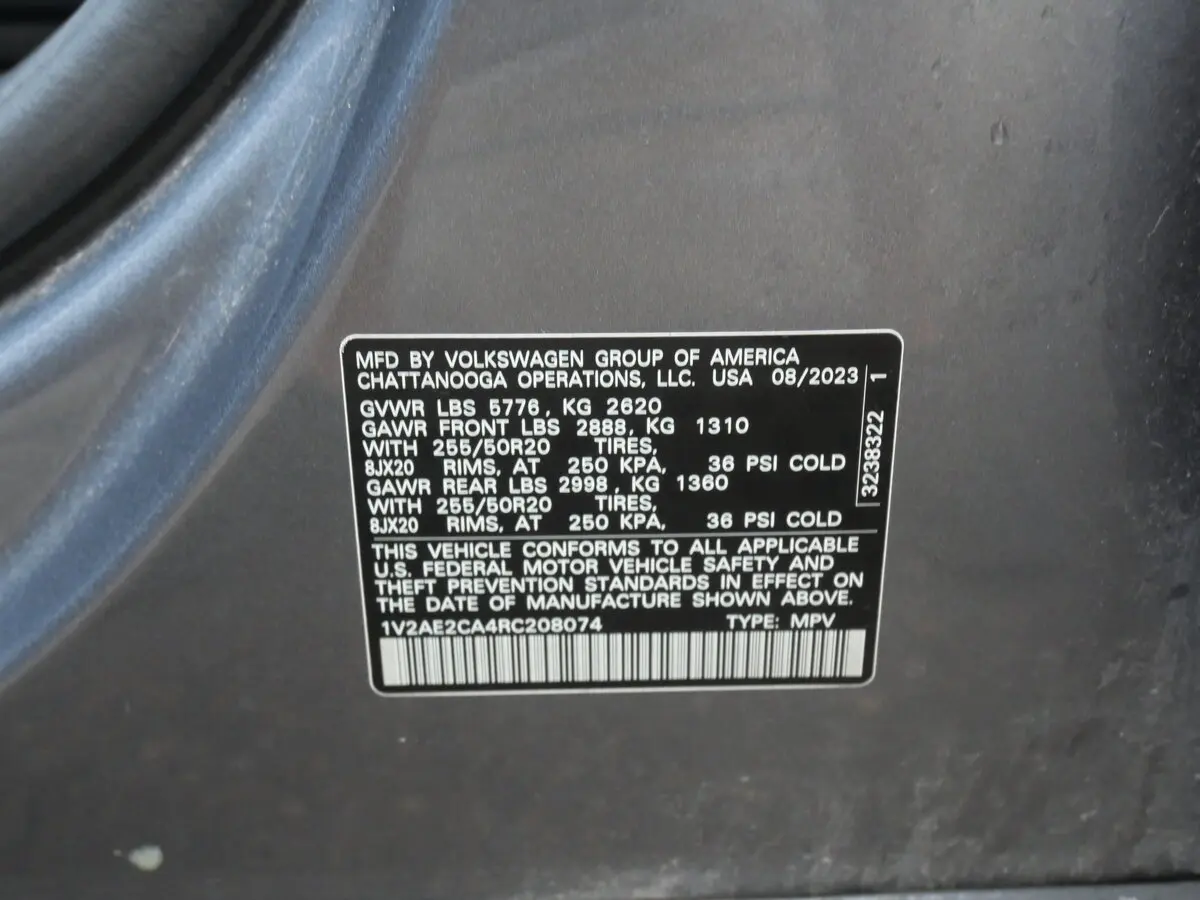 MFD BY VOLKSWAGEN GROUP OF AMERICA
CHATTANOOGA OPERATIONS, LLC. USA 08/2023
GVWR LBS 5776, KG 2620
GAWR FRONT LBS 2888, KG 1310
WITH 255/50R20 TIRES,
8JX20 RIMS, AT 250 KPA, 36 PSI COLD
GAWR REAR LBS 2998, KG 1360
WITH 255/50R20 TIRES,
8JX20 RIMS, AT 250 KPA, 36 PSI COLD
THIS VEHICLE CONFORMS TO ALL APPLICABLE
U.S. FEDERAL MOTOR VEHICLE SAFETY AND
THEFT PREVENTION STANDARDS IN EFFECT ON
THE DATE OF MANUFACTURE SHOWN ABOVE.
1V2AE2CA4RC208074 TYPE: MPV
3238322 1